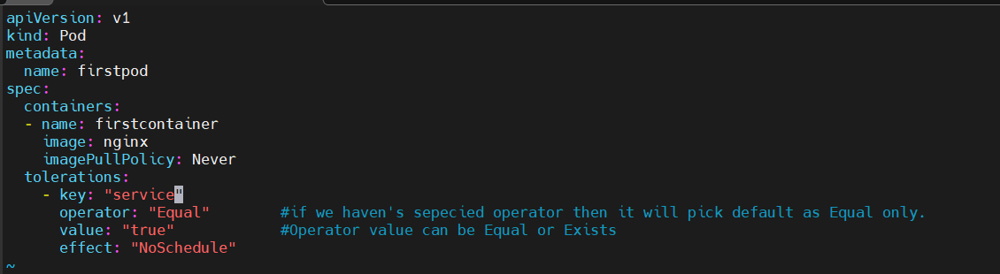 apiVersion: v1
kind: Pod
metadata:
  name: firstpod
spec:
  containers:
  - name: firstcontainer
    image: nginx
    imagePullPolicy: Never
  tolerations:
    - key: "service"
      operator: "Equal"        #if we haven's sepecied operator then it will pick default as Equal only.
      value: "true"            #Operator value can be Equal or Exists
      effect: "NoSchedule"
~